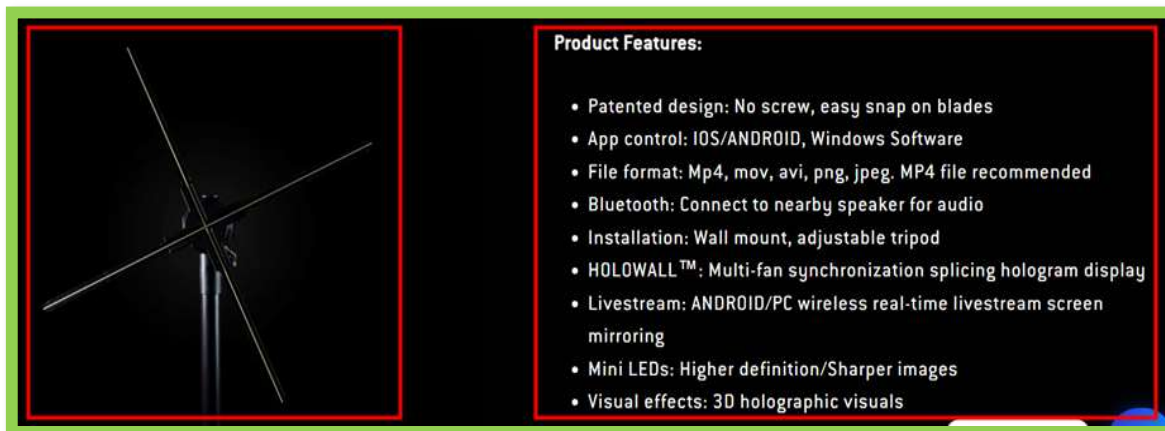 Product Features:
• Patented design: No screw, easy snap on blades
• App control: IOS/ANDROID, Windows Software
• File format: Mp4, mov, avi, png, jpeg. MP4 file recommended
• Bluetooth: Connect to nearby speaker for audio
• Installation: Wall mount, adjustable tripod
• HOLOWALL™: Multi-fan synchronization splicing hologram display
• Livestream: ANDROID/PC wireless real-time livestream screen
mirroring
• Mini LEDs: Higher definition/Sharper images
• Visual effects: 3D holographic visuals